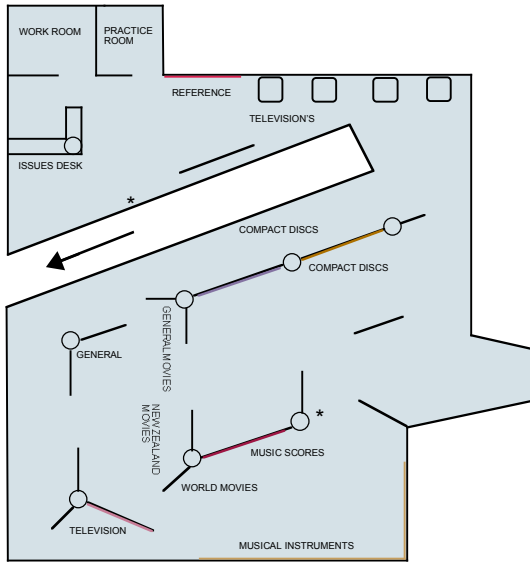 WORK ROOM
PRACTICE
ROOM
REFERENCE
TELEVISION'S
ISSUES DESK
*
COMPACT DISCS
COMPACT DISCS
GENERAL MOVIES
GENERAL
NEW ZEALAND
MOVIES
*
MUSIC SCORES
WORLD MOVIES
TELEVISION
MUSICAL INSTRUMENTS